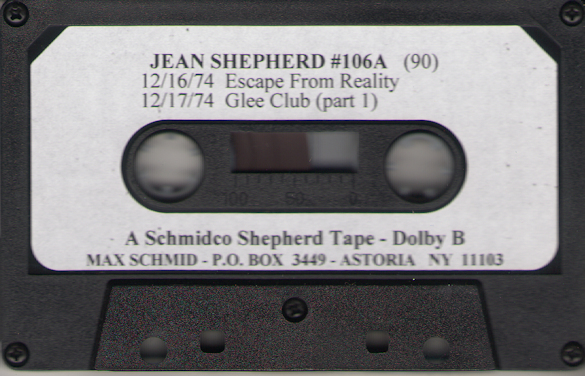 JEAN SHEPHERD #106A (90)
12/16/74 Escape From Reality
12/17/74 Glee Club (part 1)
100 50 0
A Schmidco Shepherd Tape - Dolby B
MAX SCHMID - P.O. BOX 3449 - ASTORIA NY 11103